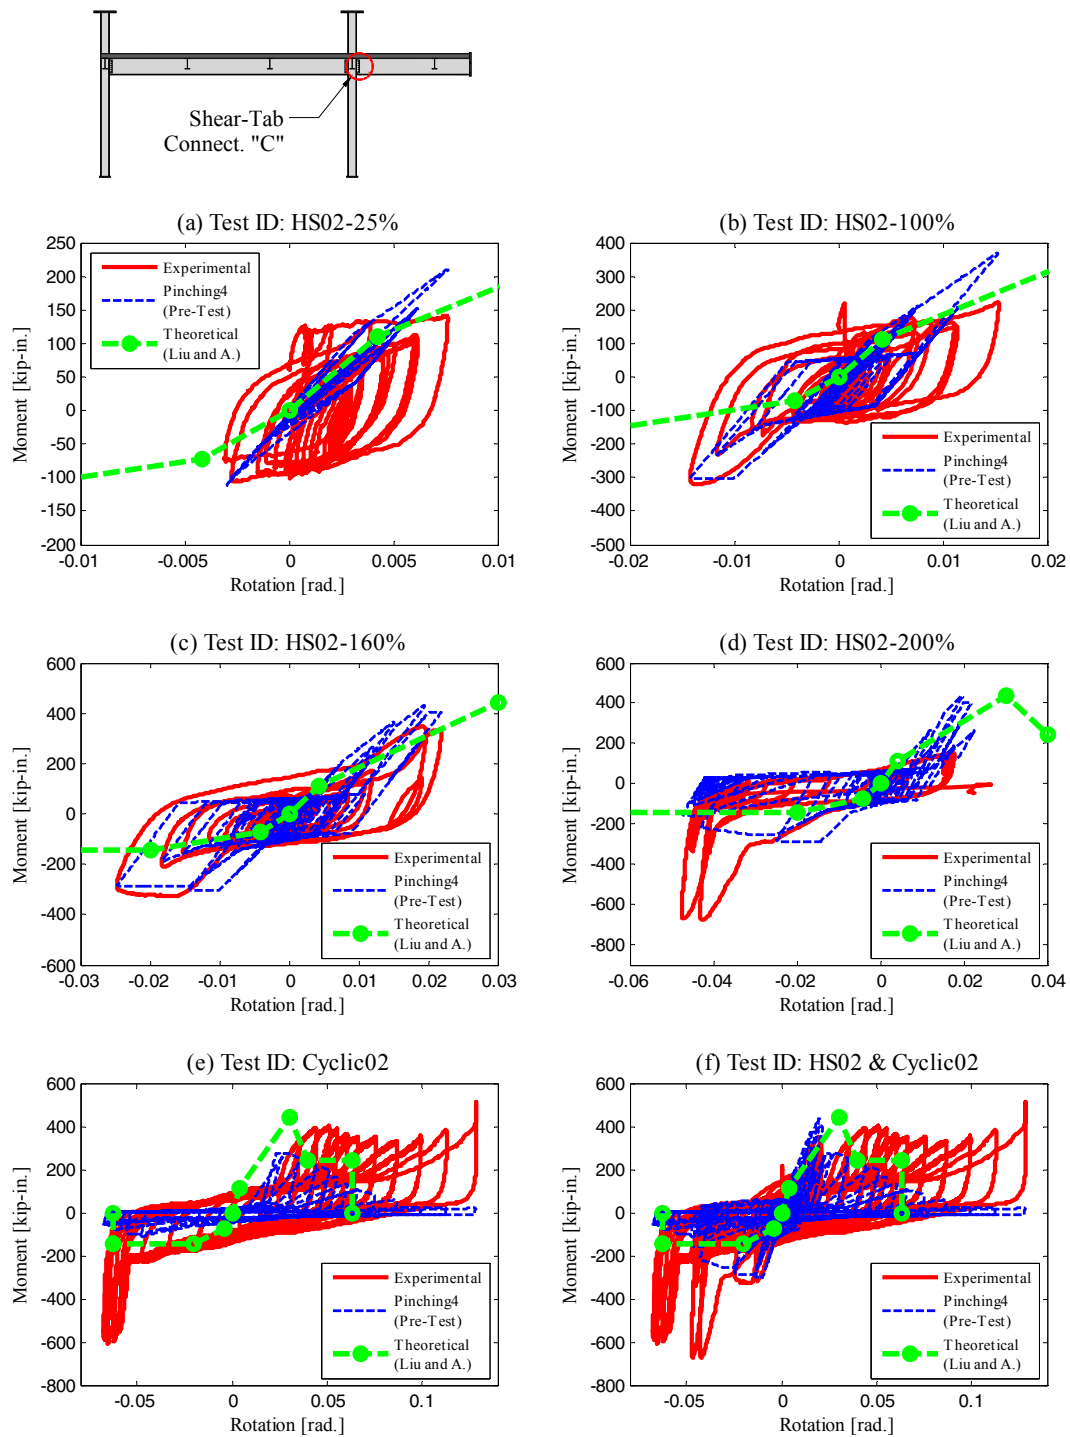 Shear-Tab
Connect. "C"
(a) Test ID: HS02-25%
250
200
150
100
50
0
-50
-100
-150
-200
-0.01
-0.005
0
0.005
0.01
Moment [kip-in.]
Rotation [rad.]
Experimental
Pinching4
(Pre-Test)
Theoretical
(Liu and A.)
(b) Test ID: HS02-100%
400
300
200
100
0
-100
-200
-300
-400
-500
-0.02
-0.01
0
0.01
0.02
Moment [kip-in.]
Rotation [rad.]
Experimental
Pinching4
(Pre-Test)
Theoretical
(Liu and A.)
(c) Test ID: HS02-160%
600
400
200
0
-200
-400
-600
-0.03
-0.02
-0.01
0
0.01
0.02
0.03
Moment [kip-in.]
Rotation [rad.]
Experimental
Pinching4
(Pre-Test)
Theoretical
(Liu and A.)
(d) Test ID: HS02-200%
600
400
200
0
-200
-400
-600
-800
-0.06
-0.04
-0.02
0
0.02
0.04
Moment [kip-in.]
Rotation [rad.]
Experimental
Pinching4
(Pre-Test)
Theoretical
(Liu and A.)
(e) Test ID: Cyclic02
600
400
200
0
-200
-400
-600
-800
-0.05
0
0.05
0.1
Moment [kip-in.]
Rotation [rad.]
Experimental
Pinching4
(Pre-Test)
Theoretical
(Liu and A.)
(f) Test ID: HS02 & Cyclic02
600
400
200
0
-200
-400
-600
-800
-0.05
0
0.05
0.1
Moment [kip-in.]
Rotation [rad.]
Experimental
Pinching4
(Pre-Test)
Theoretical
(Liu and A.)